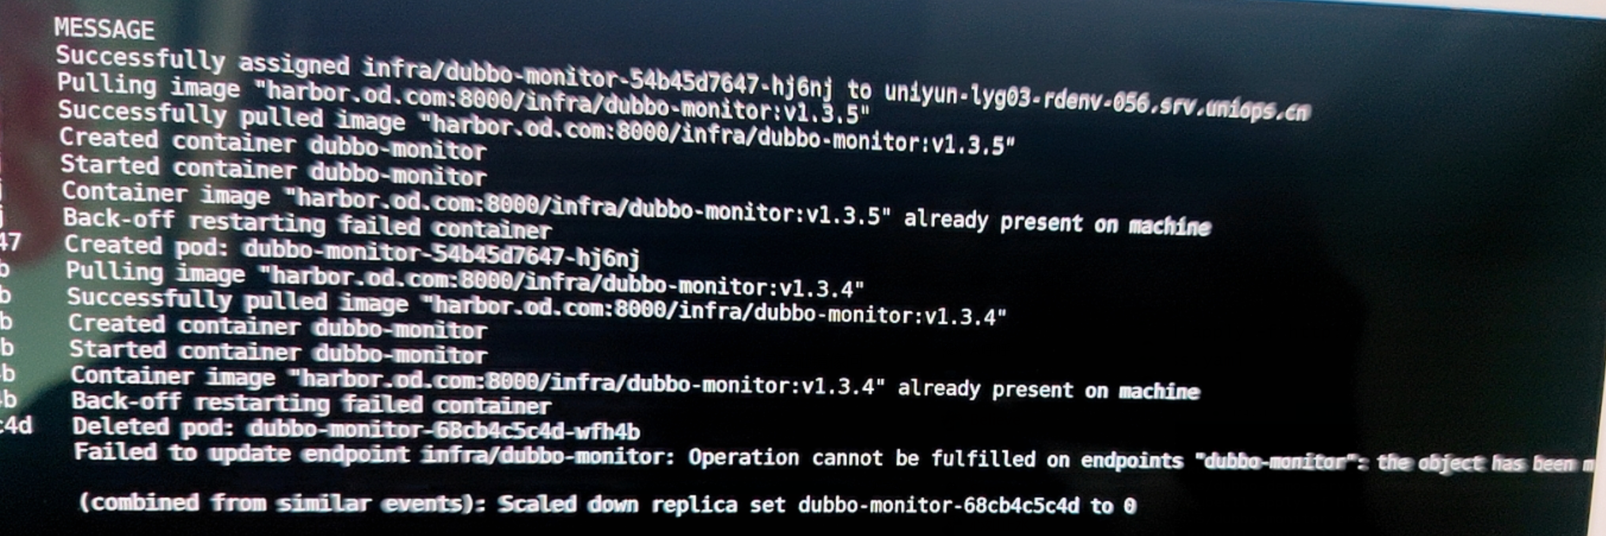 MESSAGE
Successfully assigned infra/dubbo-monitor-54b45d7647-hj6nj to uniyun-lyg03-rdenv-056.srv.uniops.cn
Pulling image "harbor.od.com:8000/infra/dubbo-monitor:v1.3.5"
Successfully pulled image "harbor.od.com:8000/infra/dubbo-monitor:v1.3.5"
Created container dubbo-monitor
Started container dubbo-monitor
Container image "harbor.od.com:8000/infra/dubbo-monitor:v1.3.5" already present on machine
Back-off restarting failed container
47 Created pod: dubbo-monitor-54b45d7647-hj6nj
b Pulling image "harbor.od.com:8000/infra/dubbo-monitor:v1.3.4"
b Successfully pulled image "harbor.od.com:8000/infra/dubbo-monitor:v1.3.4"
b Created container dubbo-monitor
b Started container dubbo-monitor
b Container image "harbor.od.com:8000/infra/dubbo-monitor:v1.3.4" already present on machine
b Back-off restarting failed container
c4d Deleted pod: dubbo-monitor-68cb4c5c4d-wfh4b
Failed to update endpoint infra/dubbo-monitor: Operation cannot be fulfilled on endpoints "dubbo-monitor": the object has been m
(combined from similar events): Scaled down replica set dubbo-monitor-68cb4c5c4d to 0